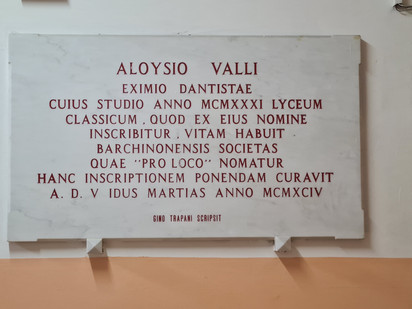 ALOYSIO VALLI
EXIMIO DANTISTAE
CUIUS STUDIO ANNO MCMXXXI LYCEUM
CLASSICUM . QUOD EX EIUS NOMINE
INSCRIBITUR . VITAM HABUIT
BARCHINONENSIS SOCIETAS
QUAE "PRO LOCO" NOMATUR
HANC INSCRIPTIONEM PONENDAM CURAVIT
A. D. V IDUS MARTIAS ANNO MCMXCIV
GINU TRAPANI SCRIPSIT